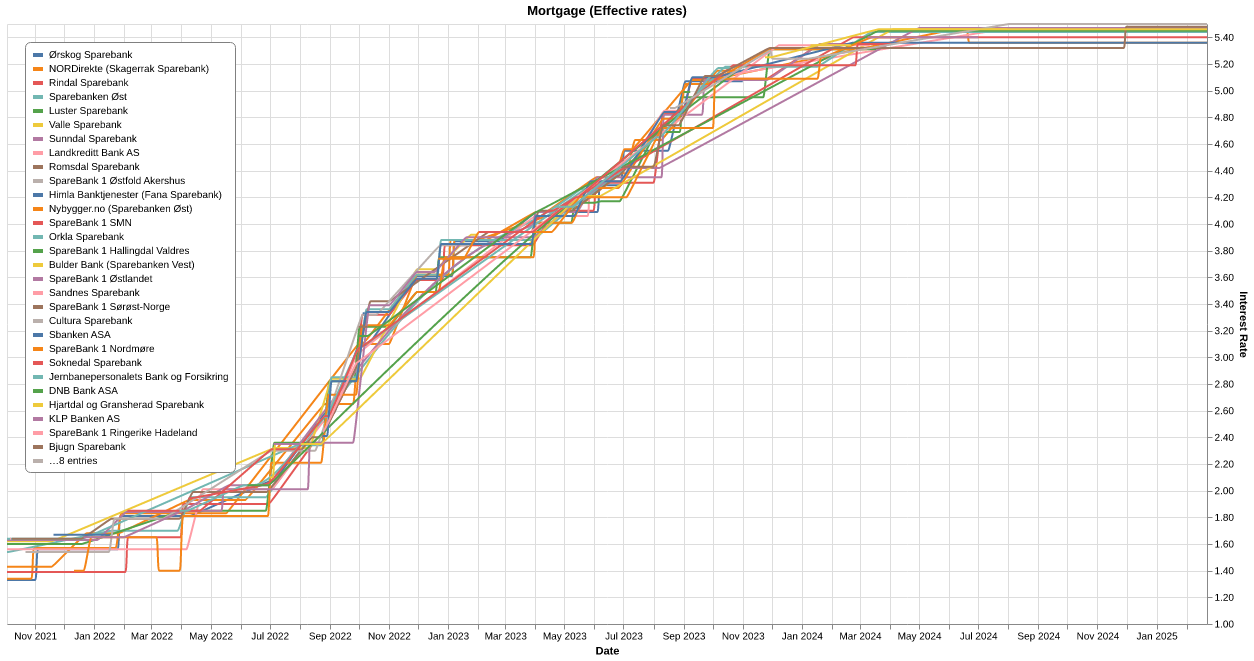 Mortgage (Effective rates)
Ørskog Sparebank
NORDirekte (Skagerrak Sparebank)
Rindal Sparebank
Sparebanken Øst
Luster Sparebank
Valle Sparebank
Sunndal Sparebank
Landkreditt Bank AS
Romsdal Sparebank
SpareBank 1 Østfold Akershus
Himla Banktjenester (Fana Sparebank)
Nybygger.no (Sparebanken Øst)
SpareBank 1 SMN
Orkla Sparebank
SpareBank 1 Hallingdal Valdres
Bulder Bank (Sparebanken Vest)
SpareBank 1 Østlandet
Sandnes Sparebank
SpareBank 1 Sørøst-Norge
Cultura Sparebank
Sbanken ASA
SpareBank 1 Nordmøre
Soknedal Sparebank
Jernbanepersonalets Bank og Forsikring
DNB Bank ASA
Hjartdal og Gransherad Sparebank
KLP Banken AS
SpareBank 1 Ringerike Hadeland
Bjugn Sparebank
…8 entries
5.40
5.20
5.00
4.80
4.60
4.40
4.20
4.00
3.80
3.60
3.40
3.20
3.00
2.80
2.60
2.40
2.20
2.00
1.80
1.60
1.40
1.20
1.00
Interest Rate
Nov 2021 Jan 2022 Mar 2022 May 2022 Jul 2022 Sep 2022 Nov 2022 Jan 2023 Mar 2023 May 2023 Jul 2023 Sep 2023 Nov 2023 Jan 2024 Mar 2024 May 2024 Jul 2024 Sep 2024 Nov 2024 Jan 2025
Date